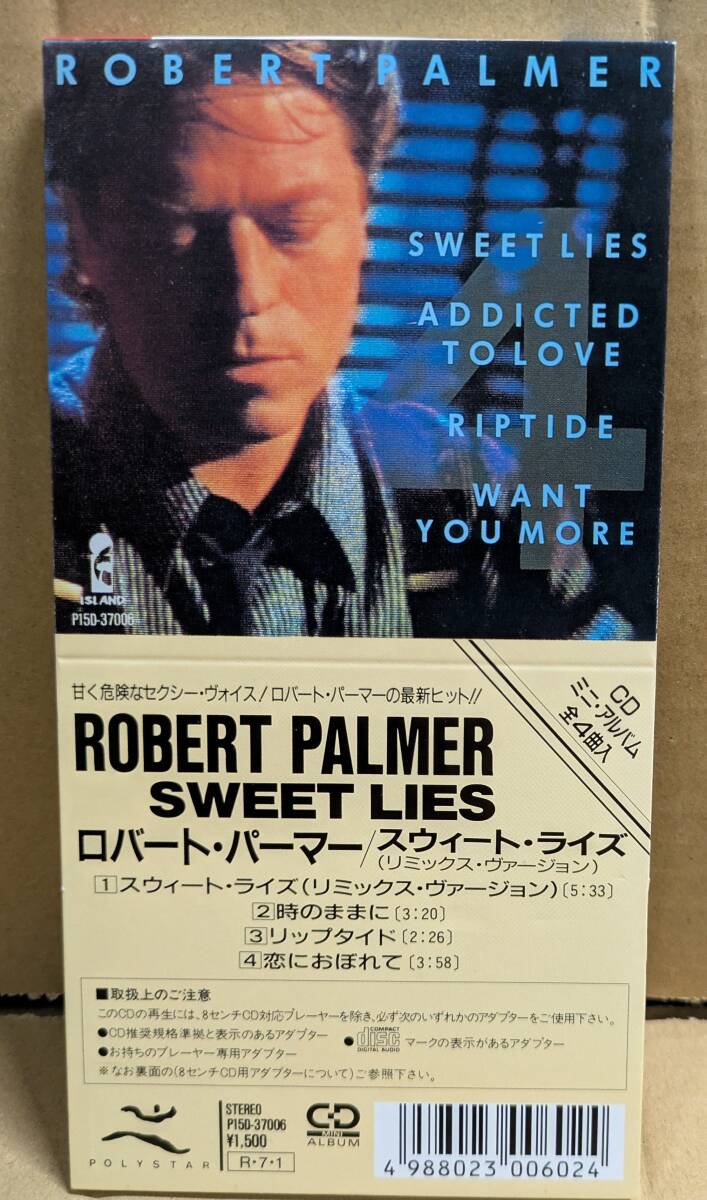 ROBERT PALMER
SWEET LIES
ADDICTED
TO LOVE
RIPTIDE
WANT
YOU MORE
4
ISLAND
P15D-37006
甘く危険なセクシー・ヴォイス/ロバート・パーマーの最新ヒット!!
CD
ミニ・アルバム
全4曲入
ROBERT PALMER
SWEET LIES
ロバート・パーマー/スウィート・ライズ
(リミックス・ヴァージョン)
1 スウィート・ライズ(リミックス・ヴァージョン)〔5:33〕
2 時のままに〔3:20〕
3 リップタイド〔2:26〕
4 恋におぼれて〔3:58〕
■取扱上のご注意
このCDの再生には、8センチCD対応プレーヤーを除き、必ず次のいずれかのアダプターをご使用下さい。
●CD推奨規格準拠と表示のあるアダプター
●COMPACT disc DIGITAL AUDIO マークの表示があるアダプター
●お持ちのプレーヤー専用アダプター
※なお裏面の(8センチCD用アダプターについて)ご参照下さい。
POLYSTAR
STEREO
P15D-37006
¥1,500
R・7・1
CD
MINI
ALBUM
4 988023 006024